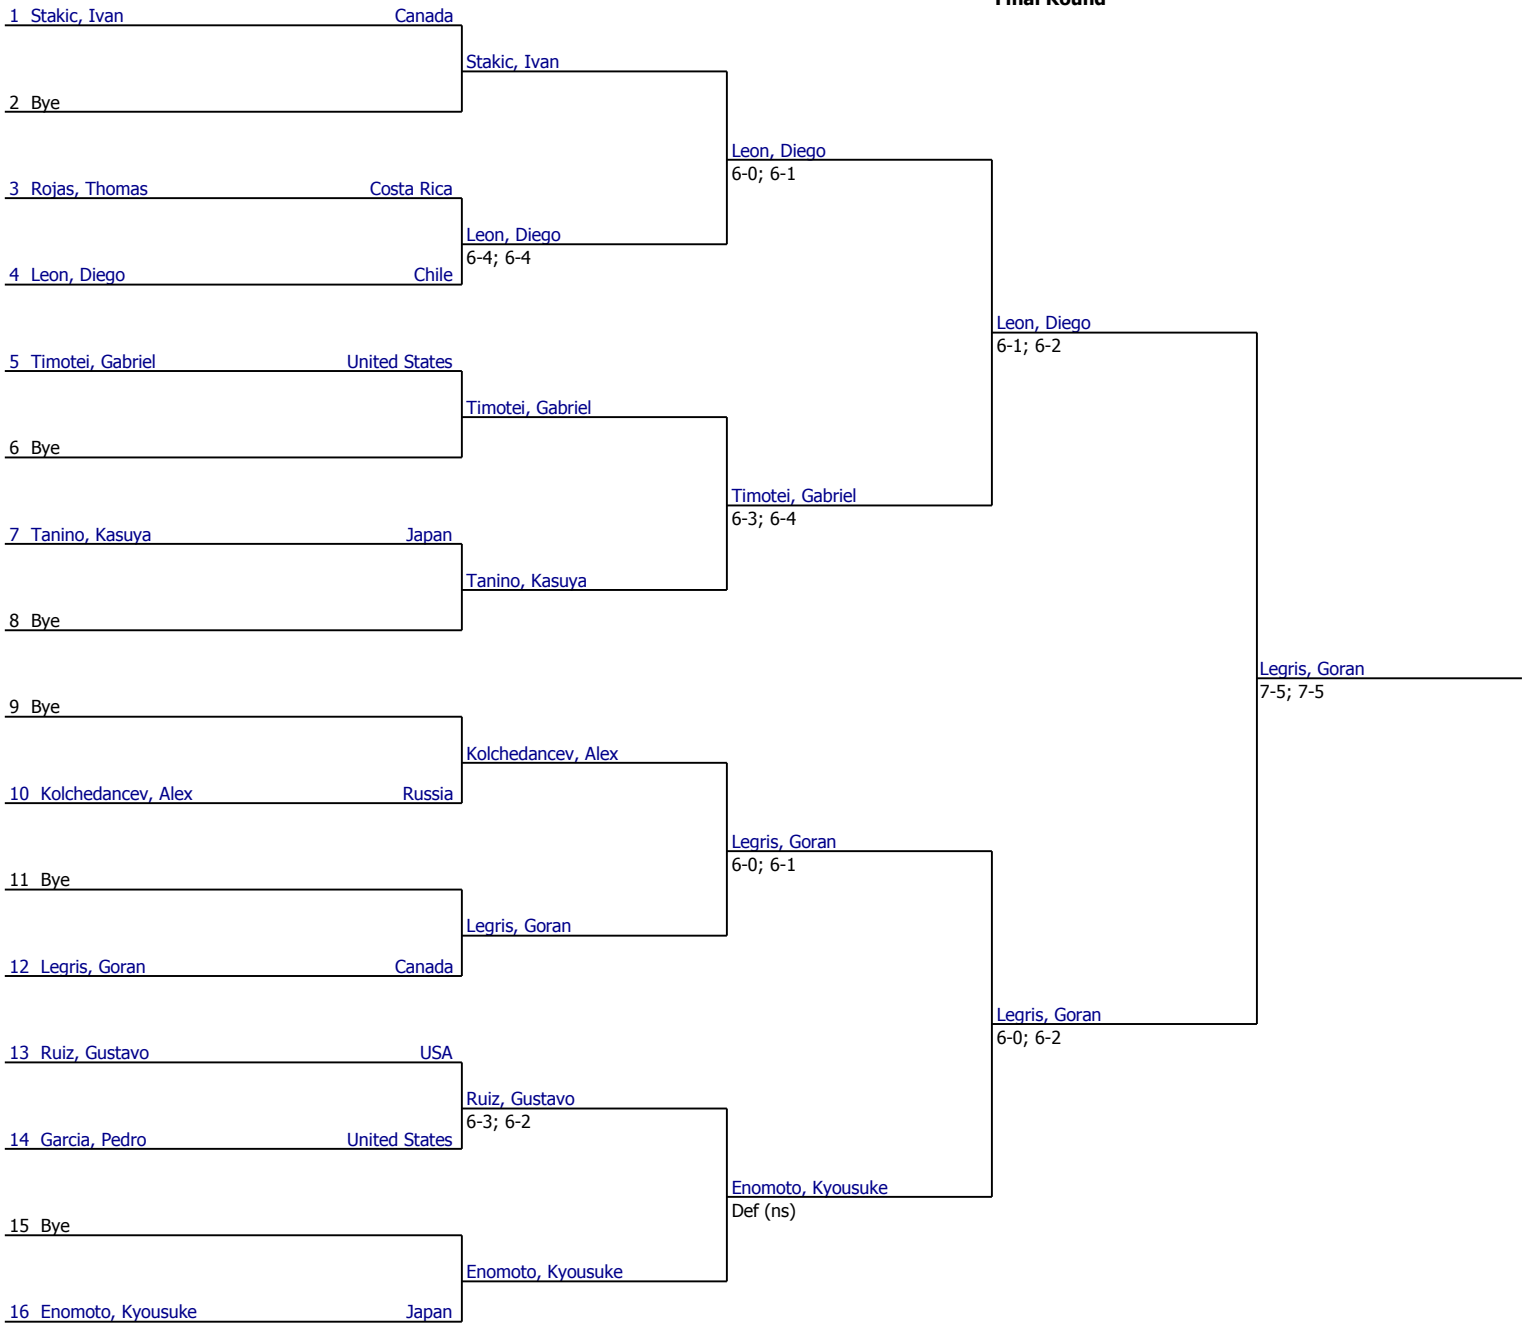 Final Round
1 Stakic, Ivan Canada
Stakic, Ivan
2 Bye
Leon, Diego
6-0; 6-1
3 Rojas, Thomas Costa Rica
Leon, Diego
6-4; 6-4
4 Leon, Diego Chile
Leon, Diego
6-1; 6-2
5 Timotei, Gabriel United States
Timotei, Gabriel
6 Bye
Timotei, Gabriel
6-3; 6-4
7 Tanino, Kasuya Japan
Tanino, Kasuya
8 Bye
Legris, Goran
7-5; 7-5
9 Bye
Kolchedancev, Alex
10 Kolchedancev, Alex Russia
Legris, Goran
6-0; 6-1
11 Bye
Legris, Goran
12 Legris, Goran Canada
Legris, Goran
6-0; 6-2
13 Ruiz, Gustavo USA
Ruiz, Gustavo
6-3; 6-2
14 Garcia, Pedro United States
Enomoto, Kyousuke
Def (ns)
15 Bye
Enomoto, Kyousuke
16 Enomoto, Kyousuke Japan